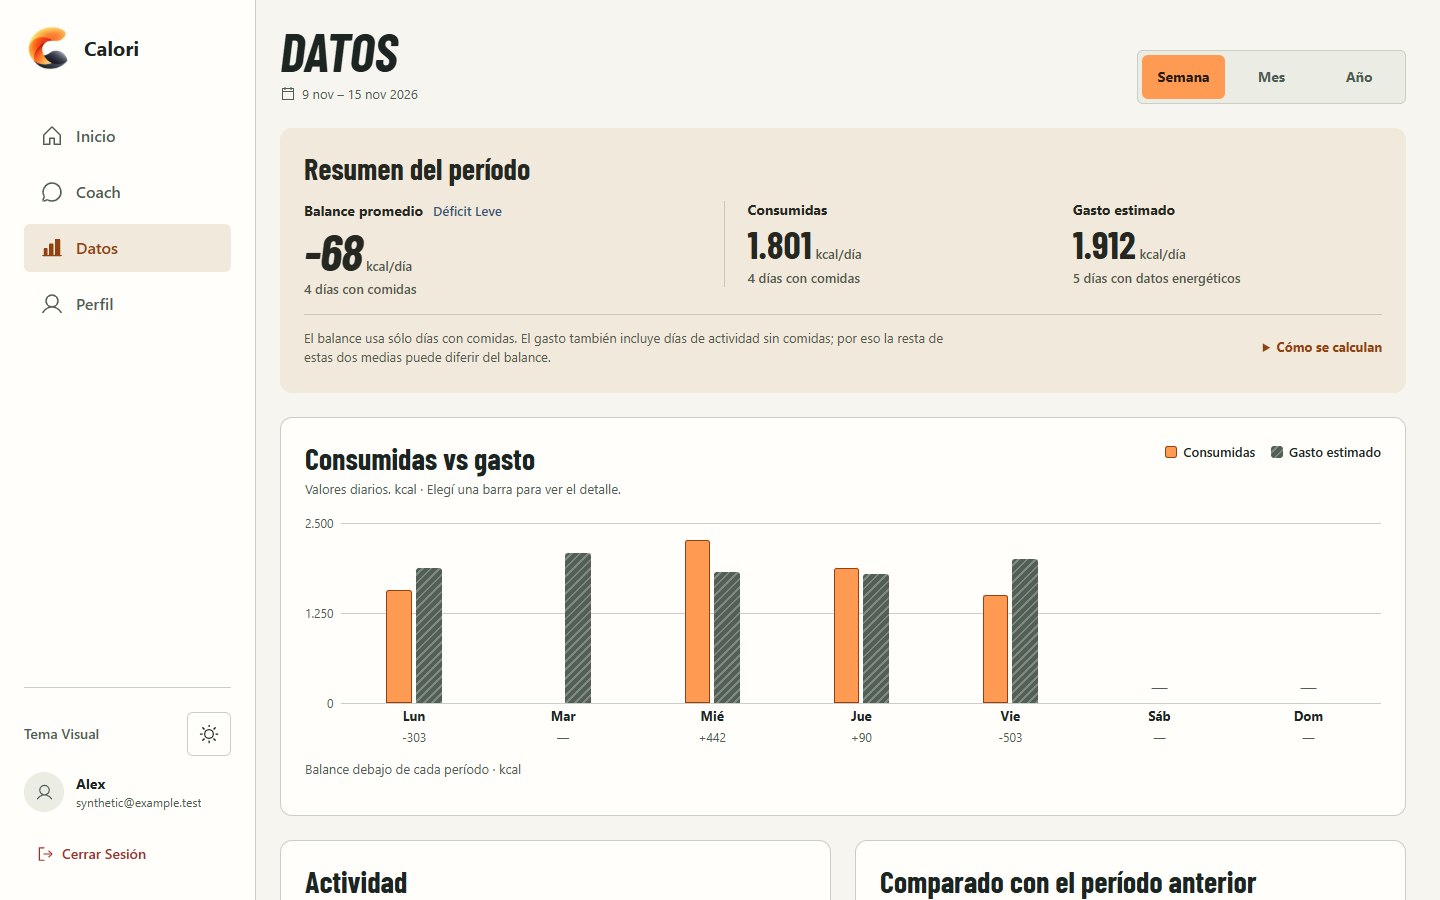 Calori
Inicio
Coach
Datos
Perfil
Tema Visual
Alex
synthetic@example.test
Cerrar Sesión
DATOS
9 nov – 15 nov 2026
Semana Mes Año
Resumen del período
Balance promedio Déficit Leve
-68 kcal/día
4 días con comidas
Consumidas
1.801 kcal/día
4 días con comidas
Gasto estimado
1.912 kcal/día
5 días con datos energéticos
El balance usa sólo días con comidas. El gasto también incluye días de actividad sin comidas; por eso la resta de
estas dos medias puede diferir del balance.
Cómo se calculan
Consumidas vs gasto
Consumidas Gasto estimado
Valores diarios. kcal · Elegí una barra para ver el detalle.
2.500
1.250
0
— —
Lun Mar Mié Jue Vie Sáb Dom
-303 — +442 +90 -503 — —
Balance debajo de cada período · kcal
Actividad
Comparado con el período anterior